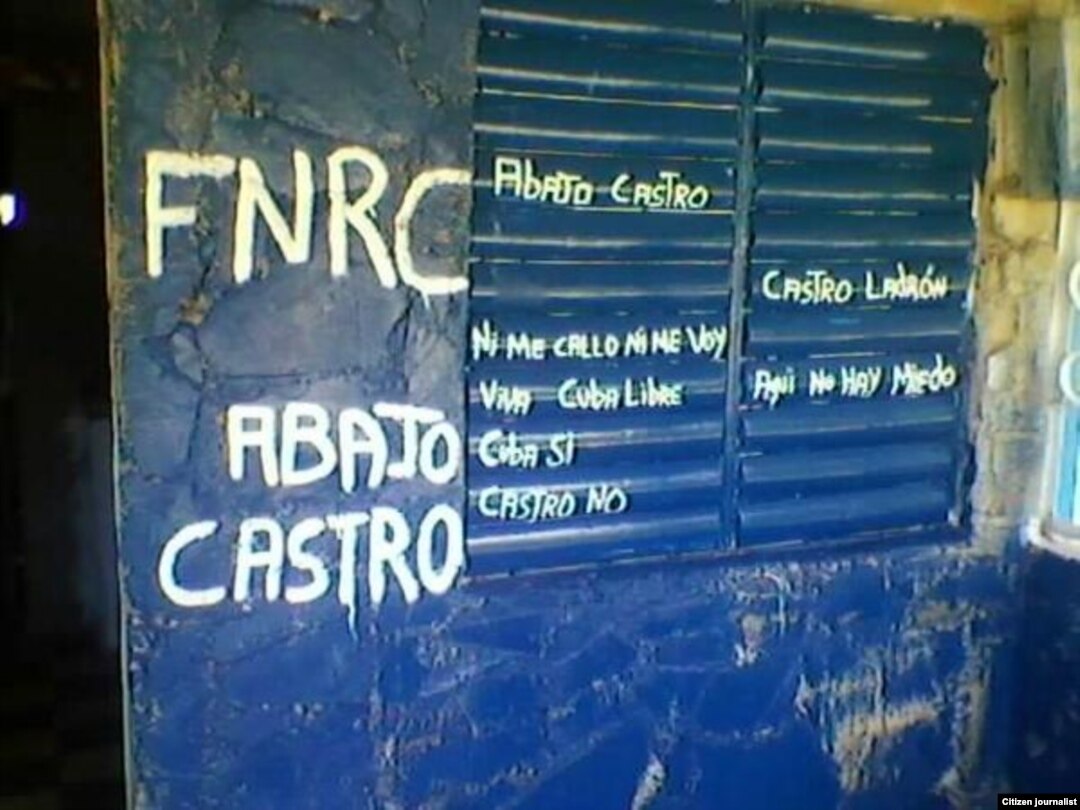 FNRC
ABAJO
CASTRO
ABAJO CASTRO
Ni ME CALLO Ni ME VOY
VIVA CUBA LIBRE
CUBA SI
CASTRO NO
CASTRO LADRÓN
AQUI NO HAY MIEDO
Citizen journalist